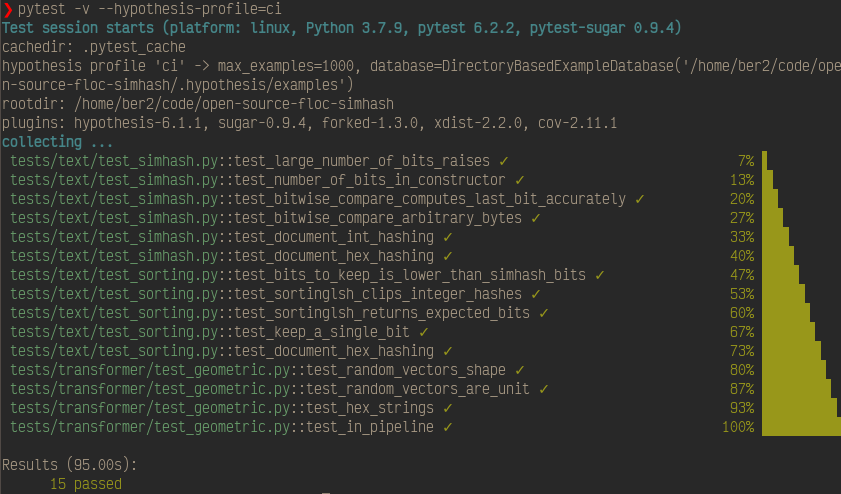 ❯ pytest -v --hypothesis-profile=ci
Test session starts (platform: linux, Python 3.7.9, pytest 6.2.2, pytest-sugar 0.9.4)
cachedir: .pytest_cache
hypothesis profile 'ci' -> max_examples=1000, database=DirectoryBasedExampleDatabase('/home/ber2/code/ope
n-source-floc-simhash/.hypothesis/examples')
rootdir: /home/ber2/code/open-source-floc-simhash
plugins: hypothesis-6.1.1, sugar-0.9.4, forked-1.3.0, xdist-2.2.0, cov-2.11.1
collecting ...
tests/text/test_simhash.py::test_large_number_of_bits_raises ✓ 7%
tests/text/test_simhash.py::test_number_of_bits_in_constructor ✓ 13%
tests/text/test_simhash.py::test_bitwise_compare_computes_last_bit_accurately ✓ 20%
tests/text/test_simhash.py::test_bitwise_compare_arbitrary_bytes ✓ 27%
tests/text/test_simhash.py::test_document_int_hashing ✓ 33%
tests/text/test_simhash.py::test_document_hex_hashing ✓ 40%
tests/text/test_sorting.py::test_bits_to_keep_is_lower_than_simhash_bits ✓ 47%
tests/text/test_sorting.py::test_sortinglsh_clips_integer_hashes ✓ 53%
tests/text/test_sorting.py::test_sortinglsh_returns_expected_bits ✓ 60%
tests/text/test_sorting.py::test_keep_a_single_bit ✓ 67%
tests/text/test_sorting.py::test_document_hex_hashing ✓ 73%
tests/transformer/test_geometric.py::test_random_vectors_shape ✓ 80%
tests/transformer/test_geometric.py::test_random_vectors_are_unit ✓ 87%
tests/transformer/test_geometric.py::test_hex_strings ✓ 93%
tests/transformer/test_geometric.py::test_in_pipeline ✓ 100%
Results (95.00s):
15 passed